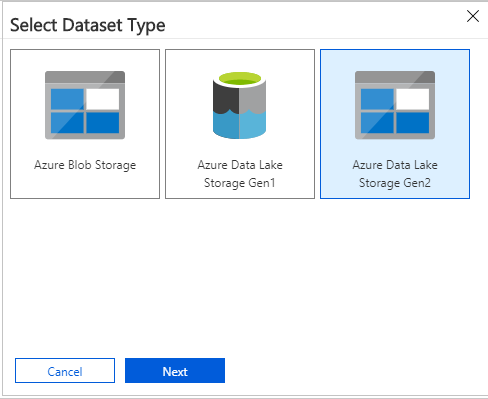 Select Dataset Type
Azure Blob Storage
Azure Data Lake
Storage Gen1
Azure Data Lake
Storage Gen2
Cancel
Next